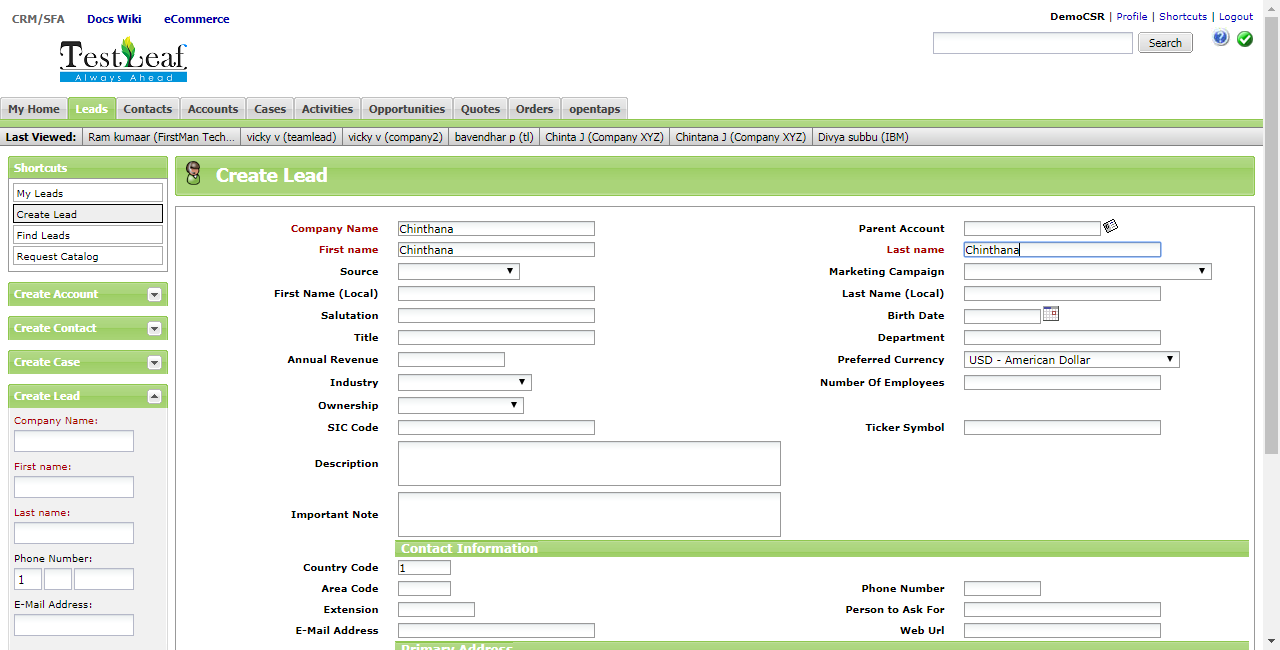 CRM/SFA Docs Wiki eCommerce
DemoCSR | Profile | Shortcuts | Logout
TestLeaf
Always Ahead
Search
My Home Leads Contacts Accounts Cases Activities Opportunities Quotes Orders opentaps
Last Viewed: Ram kumaar (FirstMan Tech... vicky v (teamlead) vicky v (company2) bavendhar p (tl) Chinta J (Company XYZ) Chintana J (Company XYZ) Divya subbu (IBM)
Shortcuts
My Leads
Create Lead
Find Leads
Request Catalog
Create Account
Create Contact
Create Case
Create Lead
Company Name:
First name:
Last name:
Phone Number:
1
E-Mail Address:
Create Lead
Company Name Chinthana Parent Account
First name Chinthana Last name Chinthana
Source Marketing Campaign
First Name (Local) Last Name (Local)
Salutation Birth Date
Title Department
Annual Revenue Preferred Currency USD - American Dollar
Industry Number Of Employees
Ownership
SIC Code Ticker Symbol
Description
Important Note
Contact Information
Country Code 1
Area Code Phone Number
Extension Person to Ask For
E-Mail Address Web Url
Primary Address